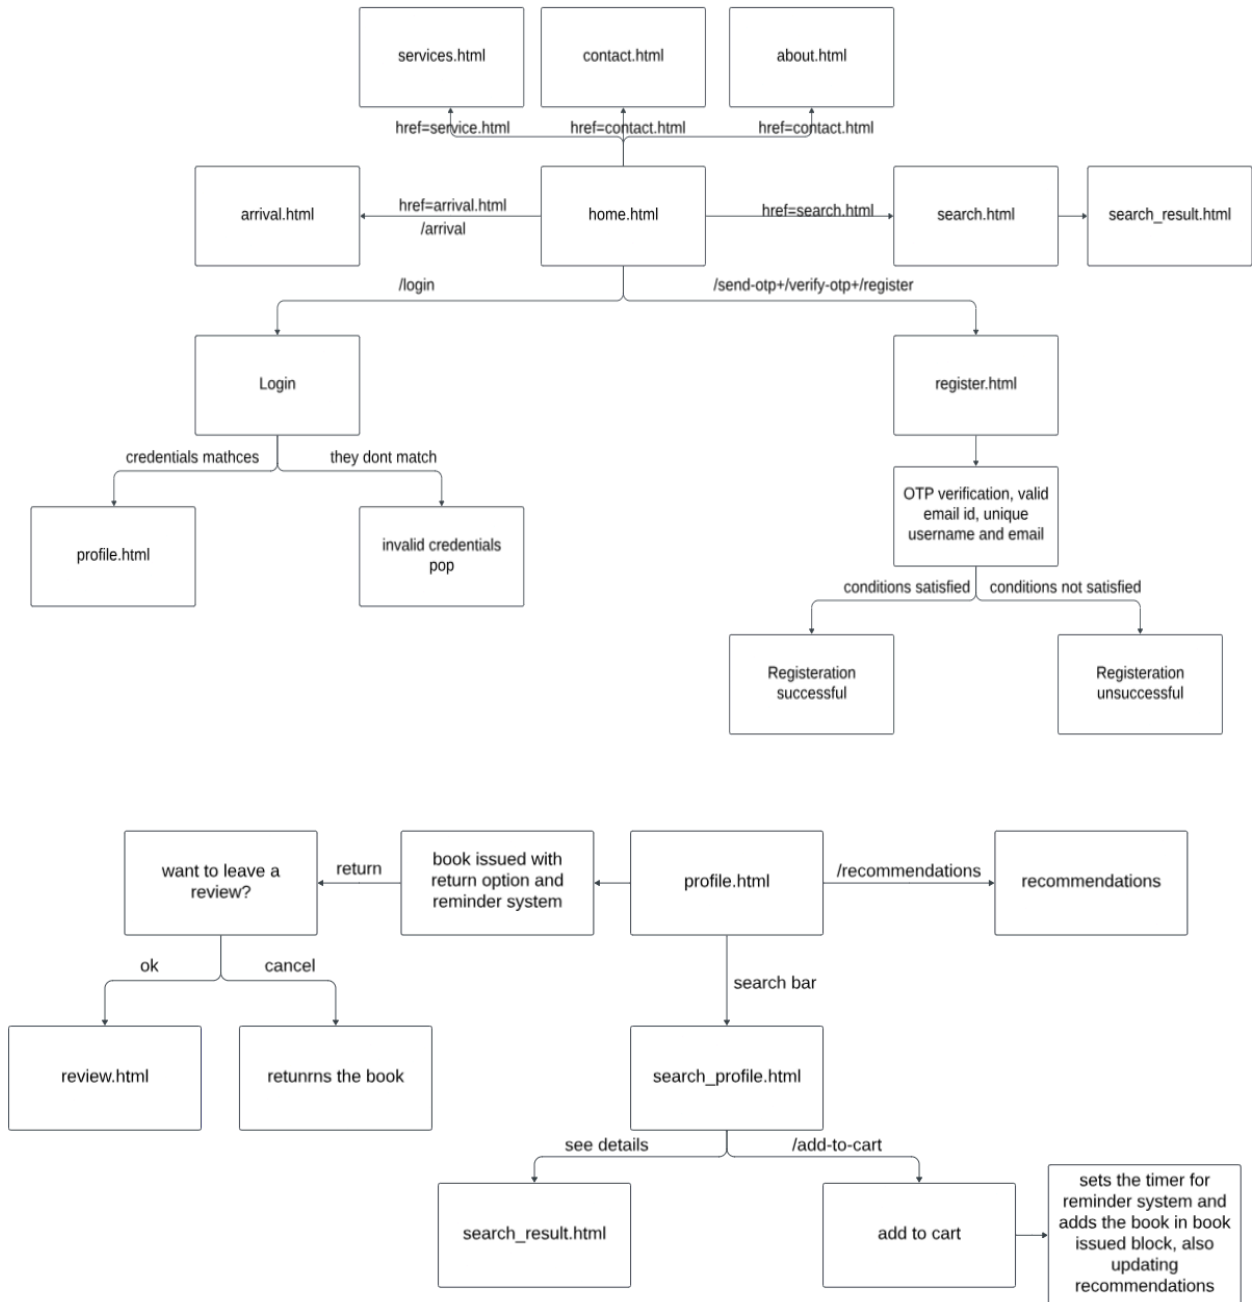 services.html
contact.html
about.html
href=service.html
href=contact.html
href=contact.html
arrival.html
href=arrival.html
/arrival
home.html
href=search.html
search.html
search_result.html
/login
/send-otp+/verify-otp+/register
Login
register.html
credentials mathces
they dont match
profile.html
invalid credentials
pop
OTP verification, valid
email id, unique
username and email
conditions satisfied
conditions not satisfied
Registeration
successful
Registeration
unsuccessful
want to leave a
review?
return
book issued with
return option and
reminder system
profile.html
/recommendations
recommendations
ok
cancel
search bar
review.html
retunrns the book
search_profile.html
see details
/add-to-cart
search_result.html
add to cart
sets the timer for
reminder system and
adds the book in book
issued block, also
updating
recommendations